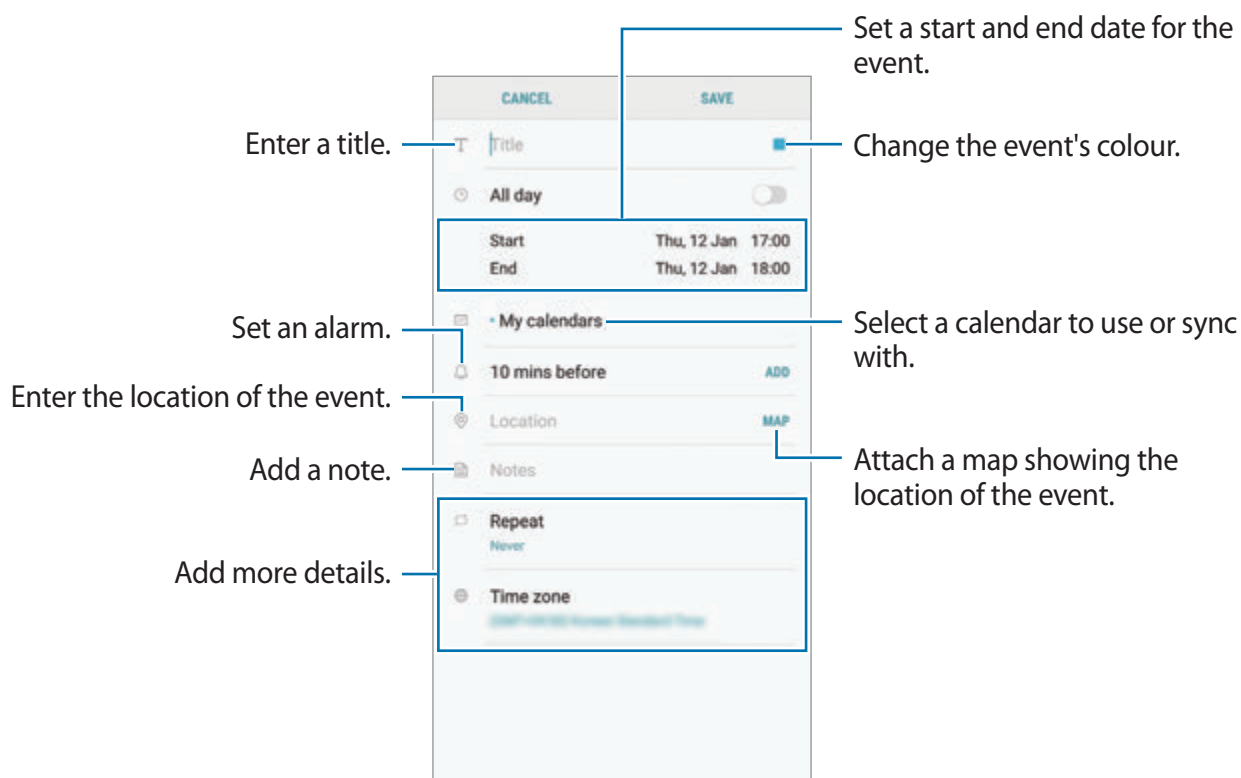 Set a start and end date for the
event.
CANCEL SAVE
Enter a title.
Title
Change the event's colour.
All day
Start Thu, 12 Jan 17:00
End Thu, 12 Jan 18:00
Set an alarm.
My calendars
Select a calendar to use or sync
with.
10 mins before ADD
Enter the location of the event.
Location MAP
Attach a map showing the
location of the event.
Add a note.
Notes
Repeat
Never
Add more details.
Time zone